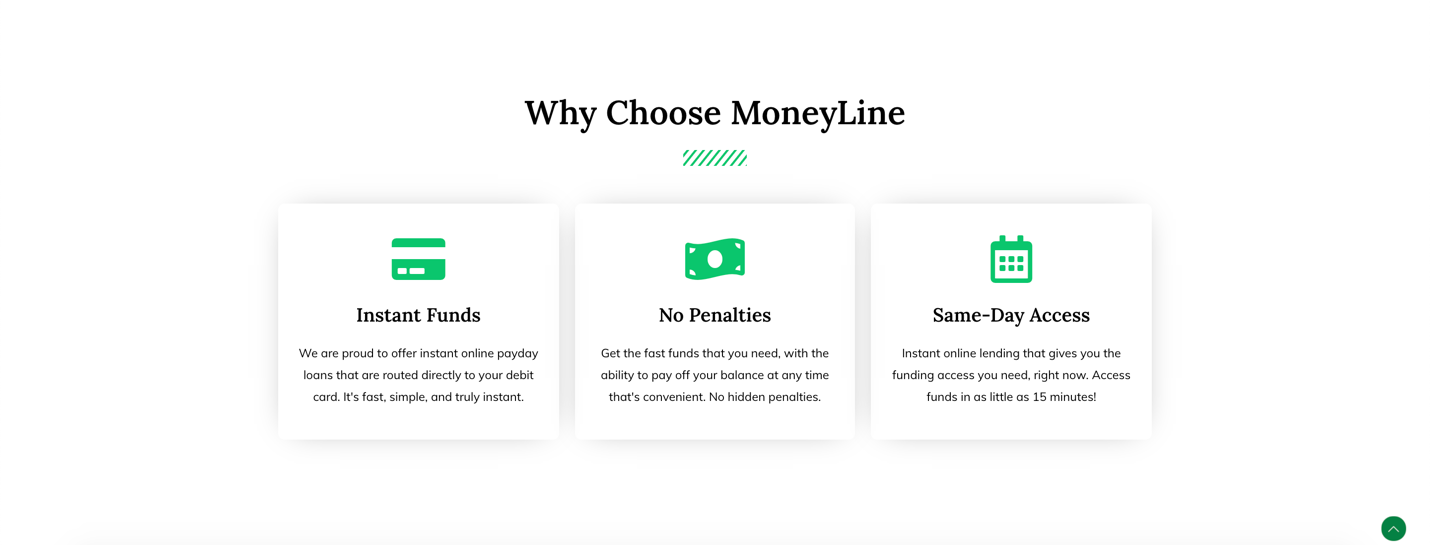 Why Choose MoneyLine
Instant Funds
We are proud to offer instant online payday
loans that are routed directly to your debit
card. It's fast, simple, and truly instant.
No Penalties
Get the fast funds that you need, with the
ability to pay off your balance at any time
that's convenient. No hidden penalties.
Same-Day Access
Instant online lending that gives you the
funding access you need, right now. Access
funds in as little as 15 minutes!